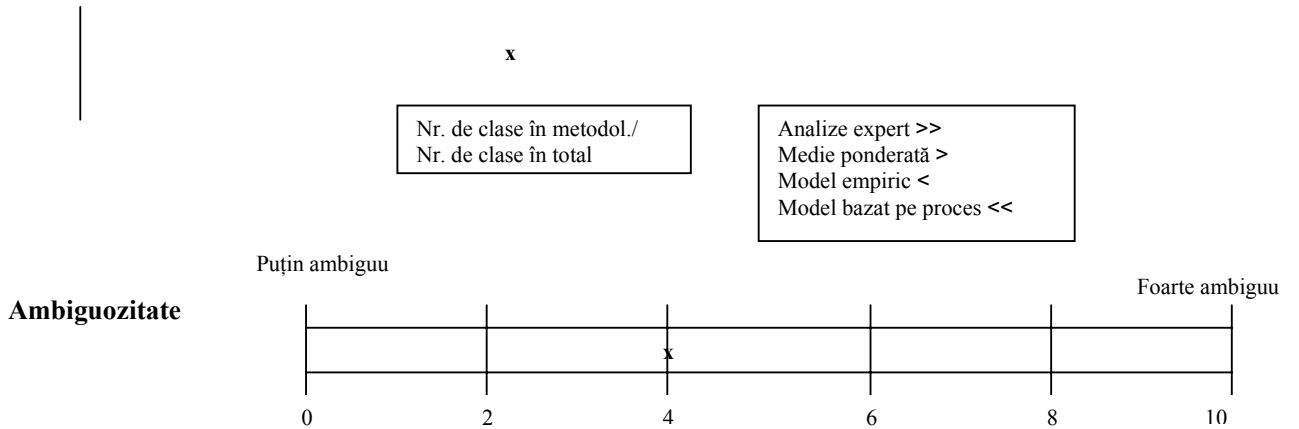 x
Nr. de clase în metodol./
Nr. de clase în total
Analize expert >>
Medie ponderată >
Model empiric <
Model bazat pe proces <<
Puțin ambiguu
Foarte ambiguu
Ambiguozitate
x
0 2 4 6 8 10